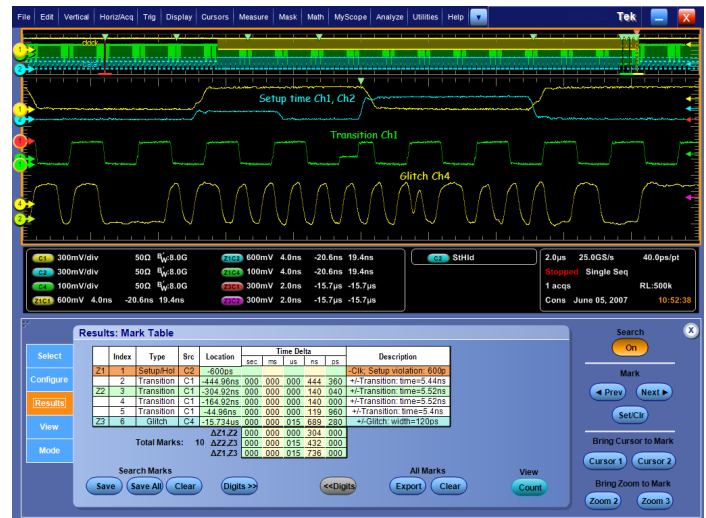 File Edit Vertical Horiz/Acq Trig Display Cursors Measure Mask Math MyScope Analyze Utilities Help Tek X
clock
Setup time Ch1, Ch2
Transition Ch1
Glitch Ch4
C1 300mV/div 50Ω BW:8.0G Z1C2 600mV 4.0ns -20.6ns 19.4ns C2 StHld 2.0µs 25.0GS/s 40.0ps/pt
C2 300mV/div 50Ω BW:8.0G Z1C4 100mV 4.0ns -20.6ns 19.4ns Stopped Single Seq
C4 100mV/div 50Ω BW:8.0G 300mV 2.0ns -15.7µs -15.7µs 1 acqs RL:500k
Z1C1 600mV 4.0ns -20.6ns 19.4ns 300mV 2.0ns -15.7µs -15.7µs Cons June 05, 2007 10:52:38
Results: Mark Table
Select
Configure
Results
View
Mode
Index Type Src Location Time Delta Description
sec ms us ns ps
Z1 1 Setup/Hol C2 -600ps -Clk; Setup violation: 600p
2 Transition C1 -444.96ns 000 000 000 444 360 +/-Transition: time=5.44ns
Z2 3 Transition C1 -304.92ns 000 000 000 140 040 +/-Transition: time=5.52ns
4 Transition C1 -164.92ns 000 000 000 140 000 +/-Transition: time=5.52ns
5 Transition C1 -44.96ns 000 000 000 119 960 +/-Transition: time=5.4ns
Z3 6 Glitch C4 -15.734us 000 000 015 689 280 +/-Glitch: width=120ps
ΔZ1,Z2 000 000 000 304 000
Total Marks: 10 ΔZ2,Z3 000 000 015 432 000
ΔZ1,Z3 000 000 015 736 000
Search Marks
Save Save All Clear Digits >> <<Digits
All Marks
Export Clear
View
Count
Search
On
X
Mark
Prev Next
Set/Clr
Bring Cursor to Mark
Cursor 1 Cursor 2
Bring Zoom to Mark
Zoom 2 Zoom 3